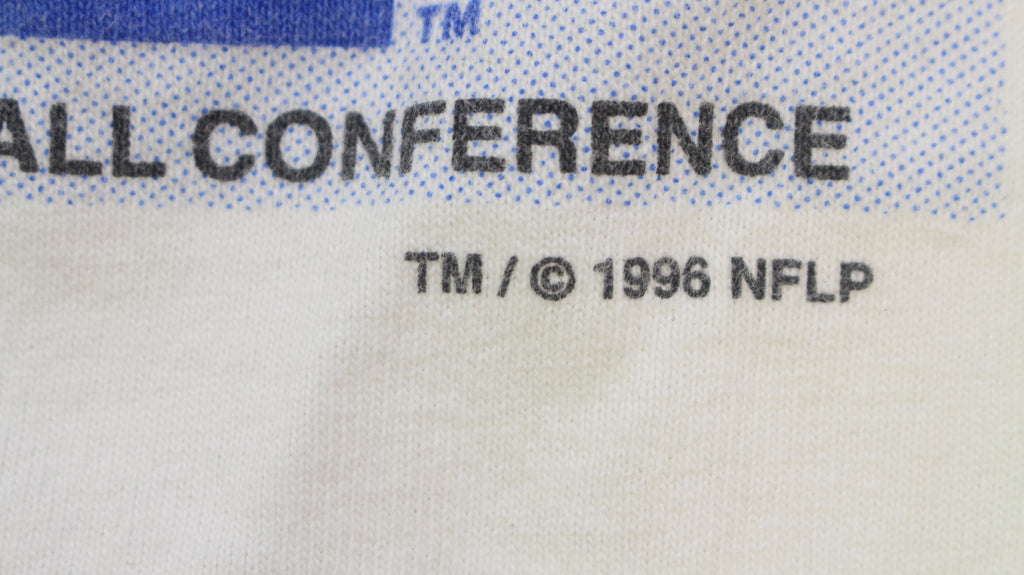 TM
ALL CONFERENCE
TM / © 1996 NFLP